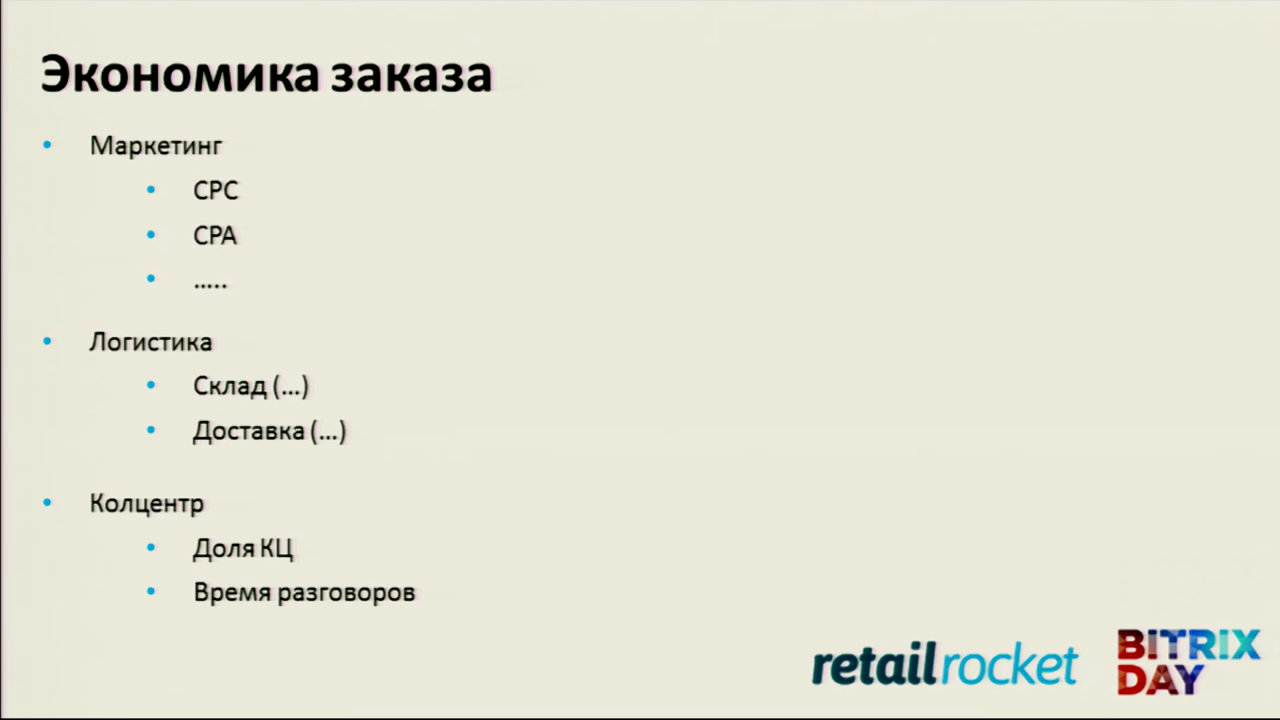 Экономика заказа
• Маркетинг
• CPC
• CPA
• .....
• Логистика
• Склад (...)
• Доставка (...)
• Колцентр
• Доля КЦ
• Время разговоров
retailrocket
BITRIX
DAY